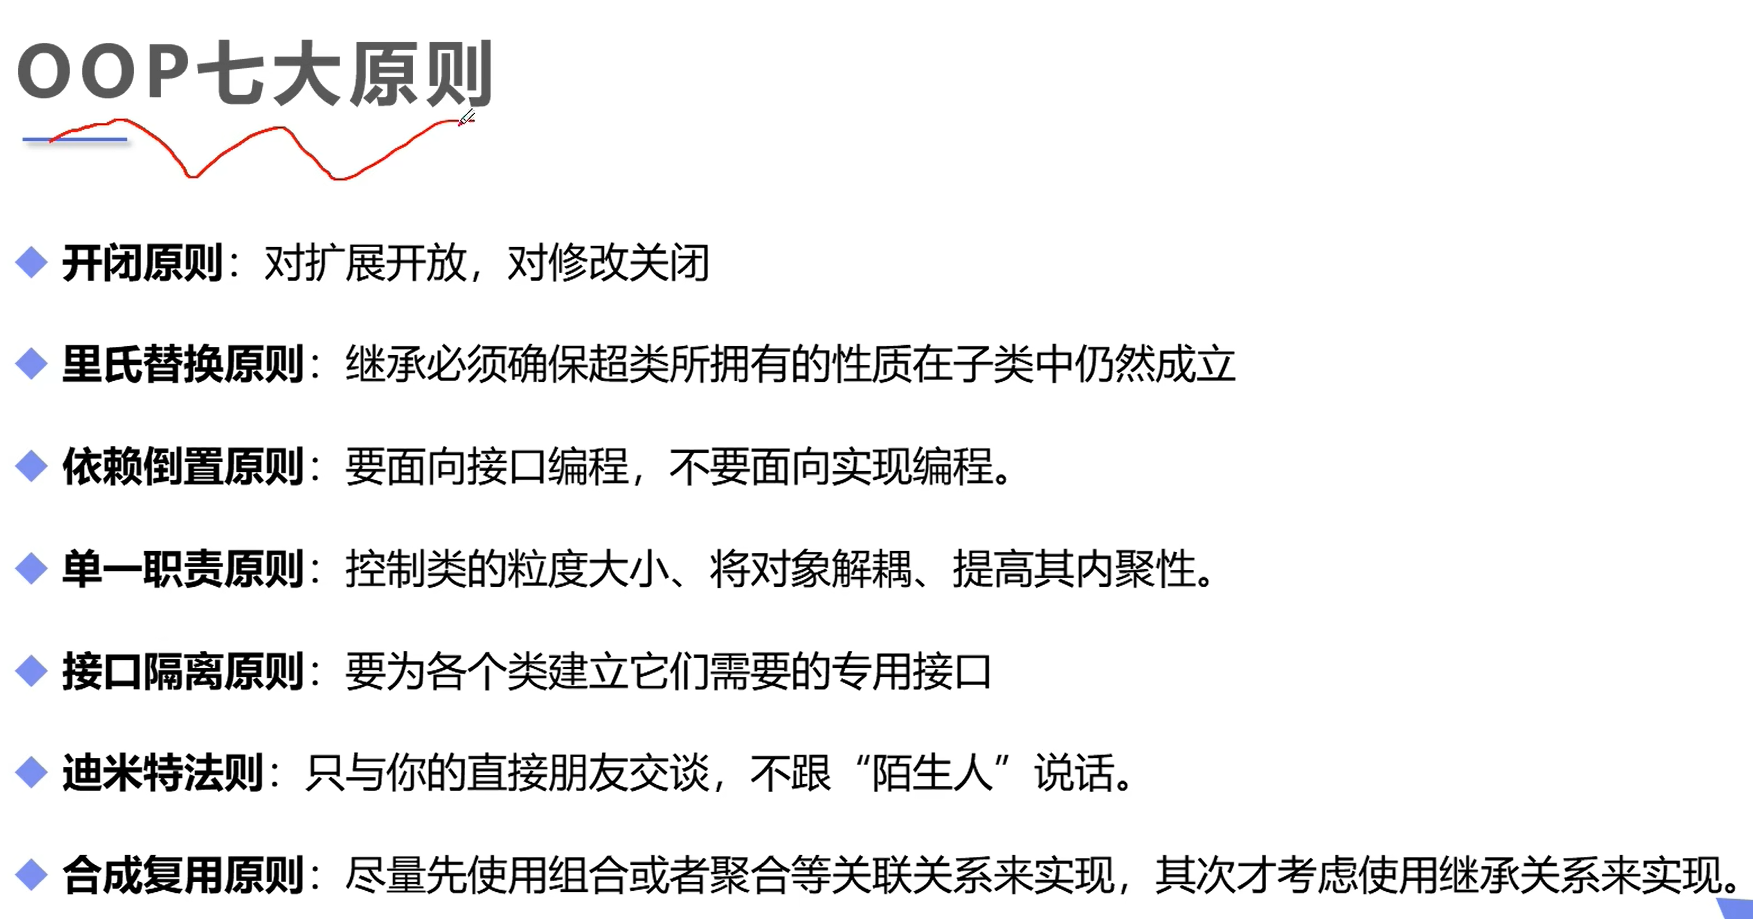 OOP七大原则
开闭原则：对扩展开放，对修改关闭
里氏替换原则：继承必须确保超类所拥有的性质在子类中仍然成立
依赖倒置原则：要面向接口编程，不要面向实现编程。
单一职责原则：控制类的粒度大小、将对象解耦、提高其内聚性。
接口隔离原则：要为各个类建立它们需要的专用接口
迪米特法则：只与你的直接朋友交谈，不跟“陌生人”说话。
合成复用原则：尽量先使用组合或者聚合等关联关系来实现，其次才考虑使用继承关系来实现。